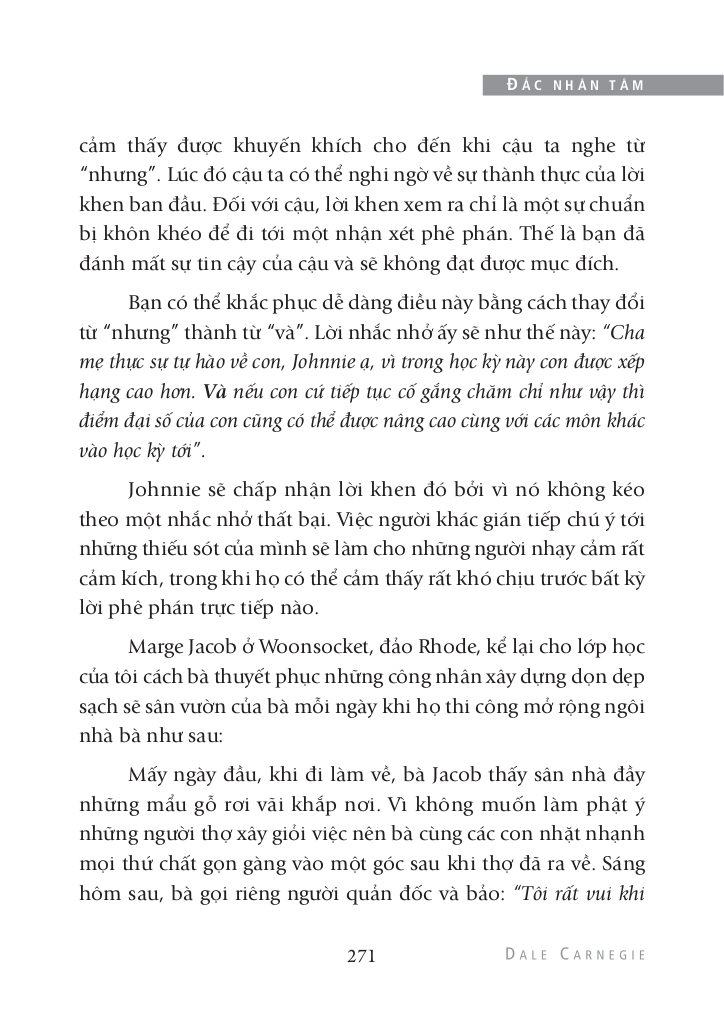 ĐẮC NHÂN TÂM
cảm thấy được khuyến khích cho đến khi cậu ta nghe từ
“nhưng”. Lúc đó cậu ta có thể nghi ngờ về sự thành thực của lời
khen ban đầu. Đối với cậu, lời khen xem ra chỉ là một sự chuẩn
bị khôn khéo để đi tới một nhận xét phê phán. Thế là bạn đã
đánh mất sự tin cậy của cậu và sẽ không đạt được mục đích.
Bạn có thể khắc phục dễ dàng điều này bằng cách thay đổi
từ “nhưng” thành từ “và”. Lời nhắc nhở ấy sẽ như thế này: “Cha
mẹ thực sự tự hào về con, Johnnie ạ, vì trong học kỳ này con được xếp
hạng cao hơn. Và nếu con cứ tiếp tục cố gắng chăm chỉ như vậy thì
điểm đại số của con cũng có thể được nâng cao cùng với các môn khác
vào học kỳ tới”.
Johnnie sẽ chấp nhận lời khen đó bởi vì nó không kéo
theo một nhắc nhở thất bại. Việc người khác gián tiếp chú ý tới
những thiếu sót của mình sẽ làm cho những người nhạy cảm rất
cảm kích, trong khi họ có thể cảm thấy rất khó chịu trước bất kỳ
lời phê phán trực tiếp nào.
Marge Jacob ở Woonsocket, đảo Rhode, kể lại cho lớp học
của tôi cách bà thuyết phục những công nhân xây dựng dọn dẹp
sạch sẽ sân vườn của bà mỗi ngày khi họ thi công mở rộng ngôi
nhà bà như sau:
Mấy ngày đầu, khi đi làm về, bà Jacob thấy sân nhà đầy
những mẩu gỗ rơi vãi khắp nơi. Vì không muốn làm phật ý
những người thợ xây giỏi việc nên bà cùng các con nhặt nhạnh
mọi thứ chất gọn gàng vào một góc sau khi thợ đã ra về. Sáng
hôm sau, bà gọi riêng người quản đốc và bảo: “Tôi rất vui khi
271
DALE CARNEGIE